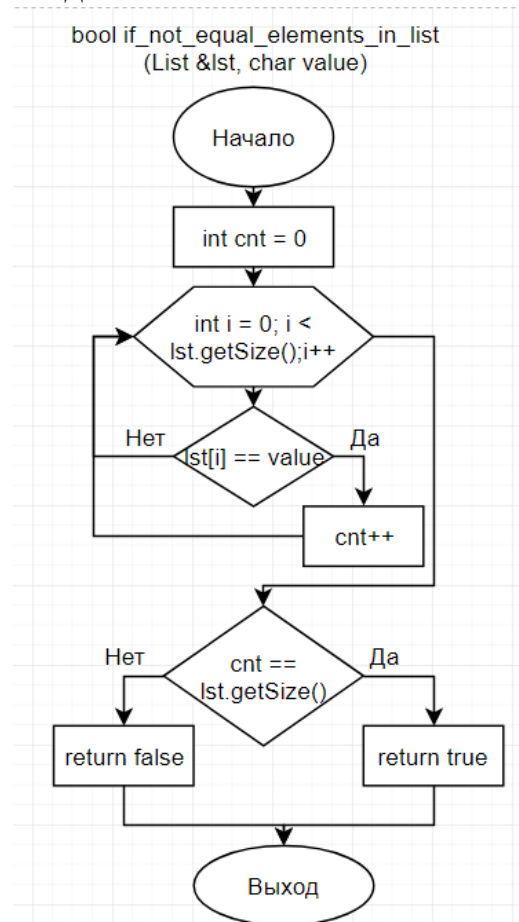 bool if_not_equal_elements_in_list
(List &lst, char value)
Начало
int cnt = 0
int i = 0; i <
lst.getSize();i++
Нет
Да
lst[i] == value
cnt++
Нет
Да
cnt ==
lst.getSize()
return false
return true
Выход